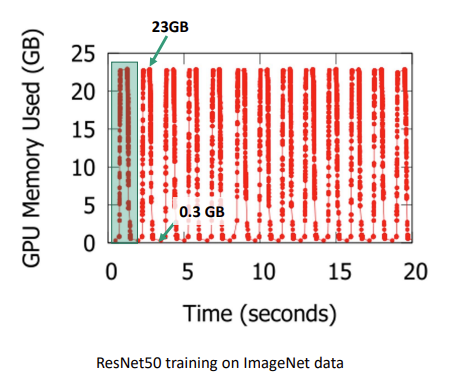 23GB
GPU Memory Used (GB)
25
20
15
10
5
0
0.3 GB
0 5 10 15 20
Time (seconds)
ResNet50 training on ImageNet data